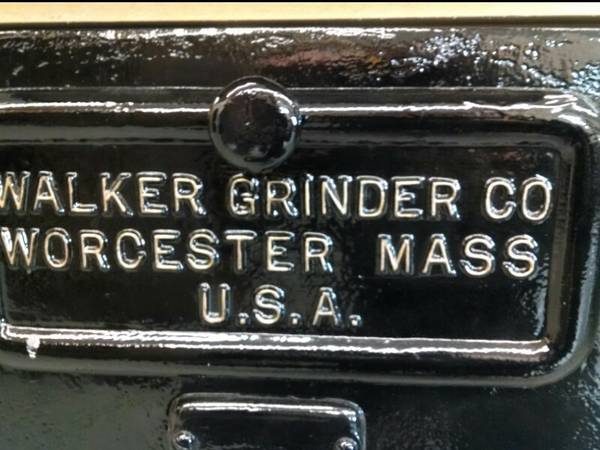 WALKER GRINDER CO
WORCESTER MASS
U.S.A.